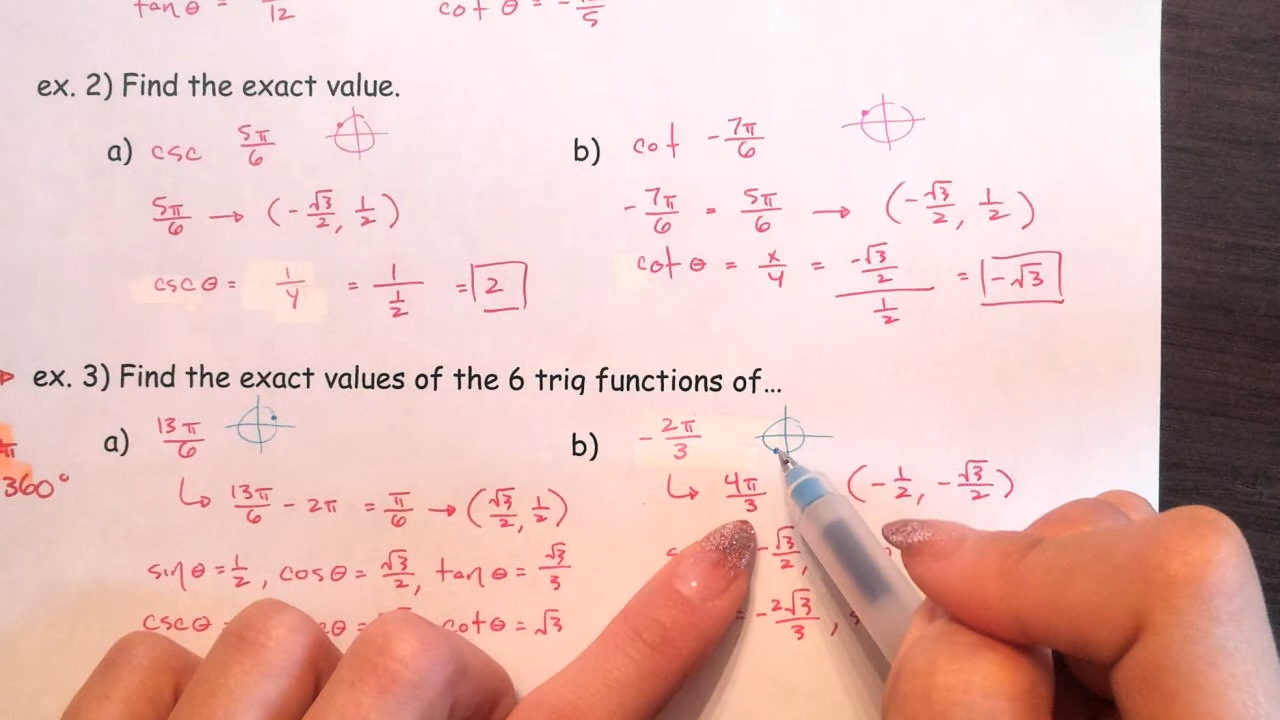 tan θ = /12 cot θ = - /5
ex. 2) Find the exact value.
a) csc 5π/6
5π/6 → (-√3/2, 1/2)
csc θ = 1/y = 1/(1/2) = 2
b) cot -7π/6
-7π/6 = 5π/6 → (-√3/2, 1/2)
cot θ = x/y = (-√3/2)/(1/2) = -√3
ex. 3) Find the exact values of the 6 trig functions of...
π
360°
a) 13π/6
↳ 13π/6 - 2π = π/6 → (√3/2, 1/2)
sin θ = 1/2, cos θ = √3/2, tan θ = √3/3
csc θ = cot θ = √3
b) -2π/3
↳ 4π/3 (-1/2, -√3/2)
-√3/2,
= -2√3/3,